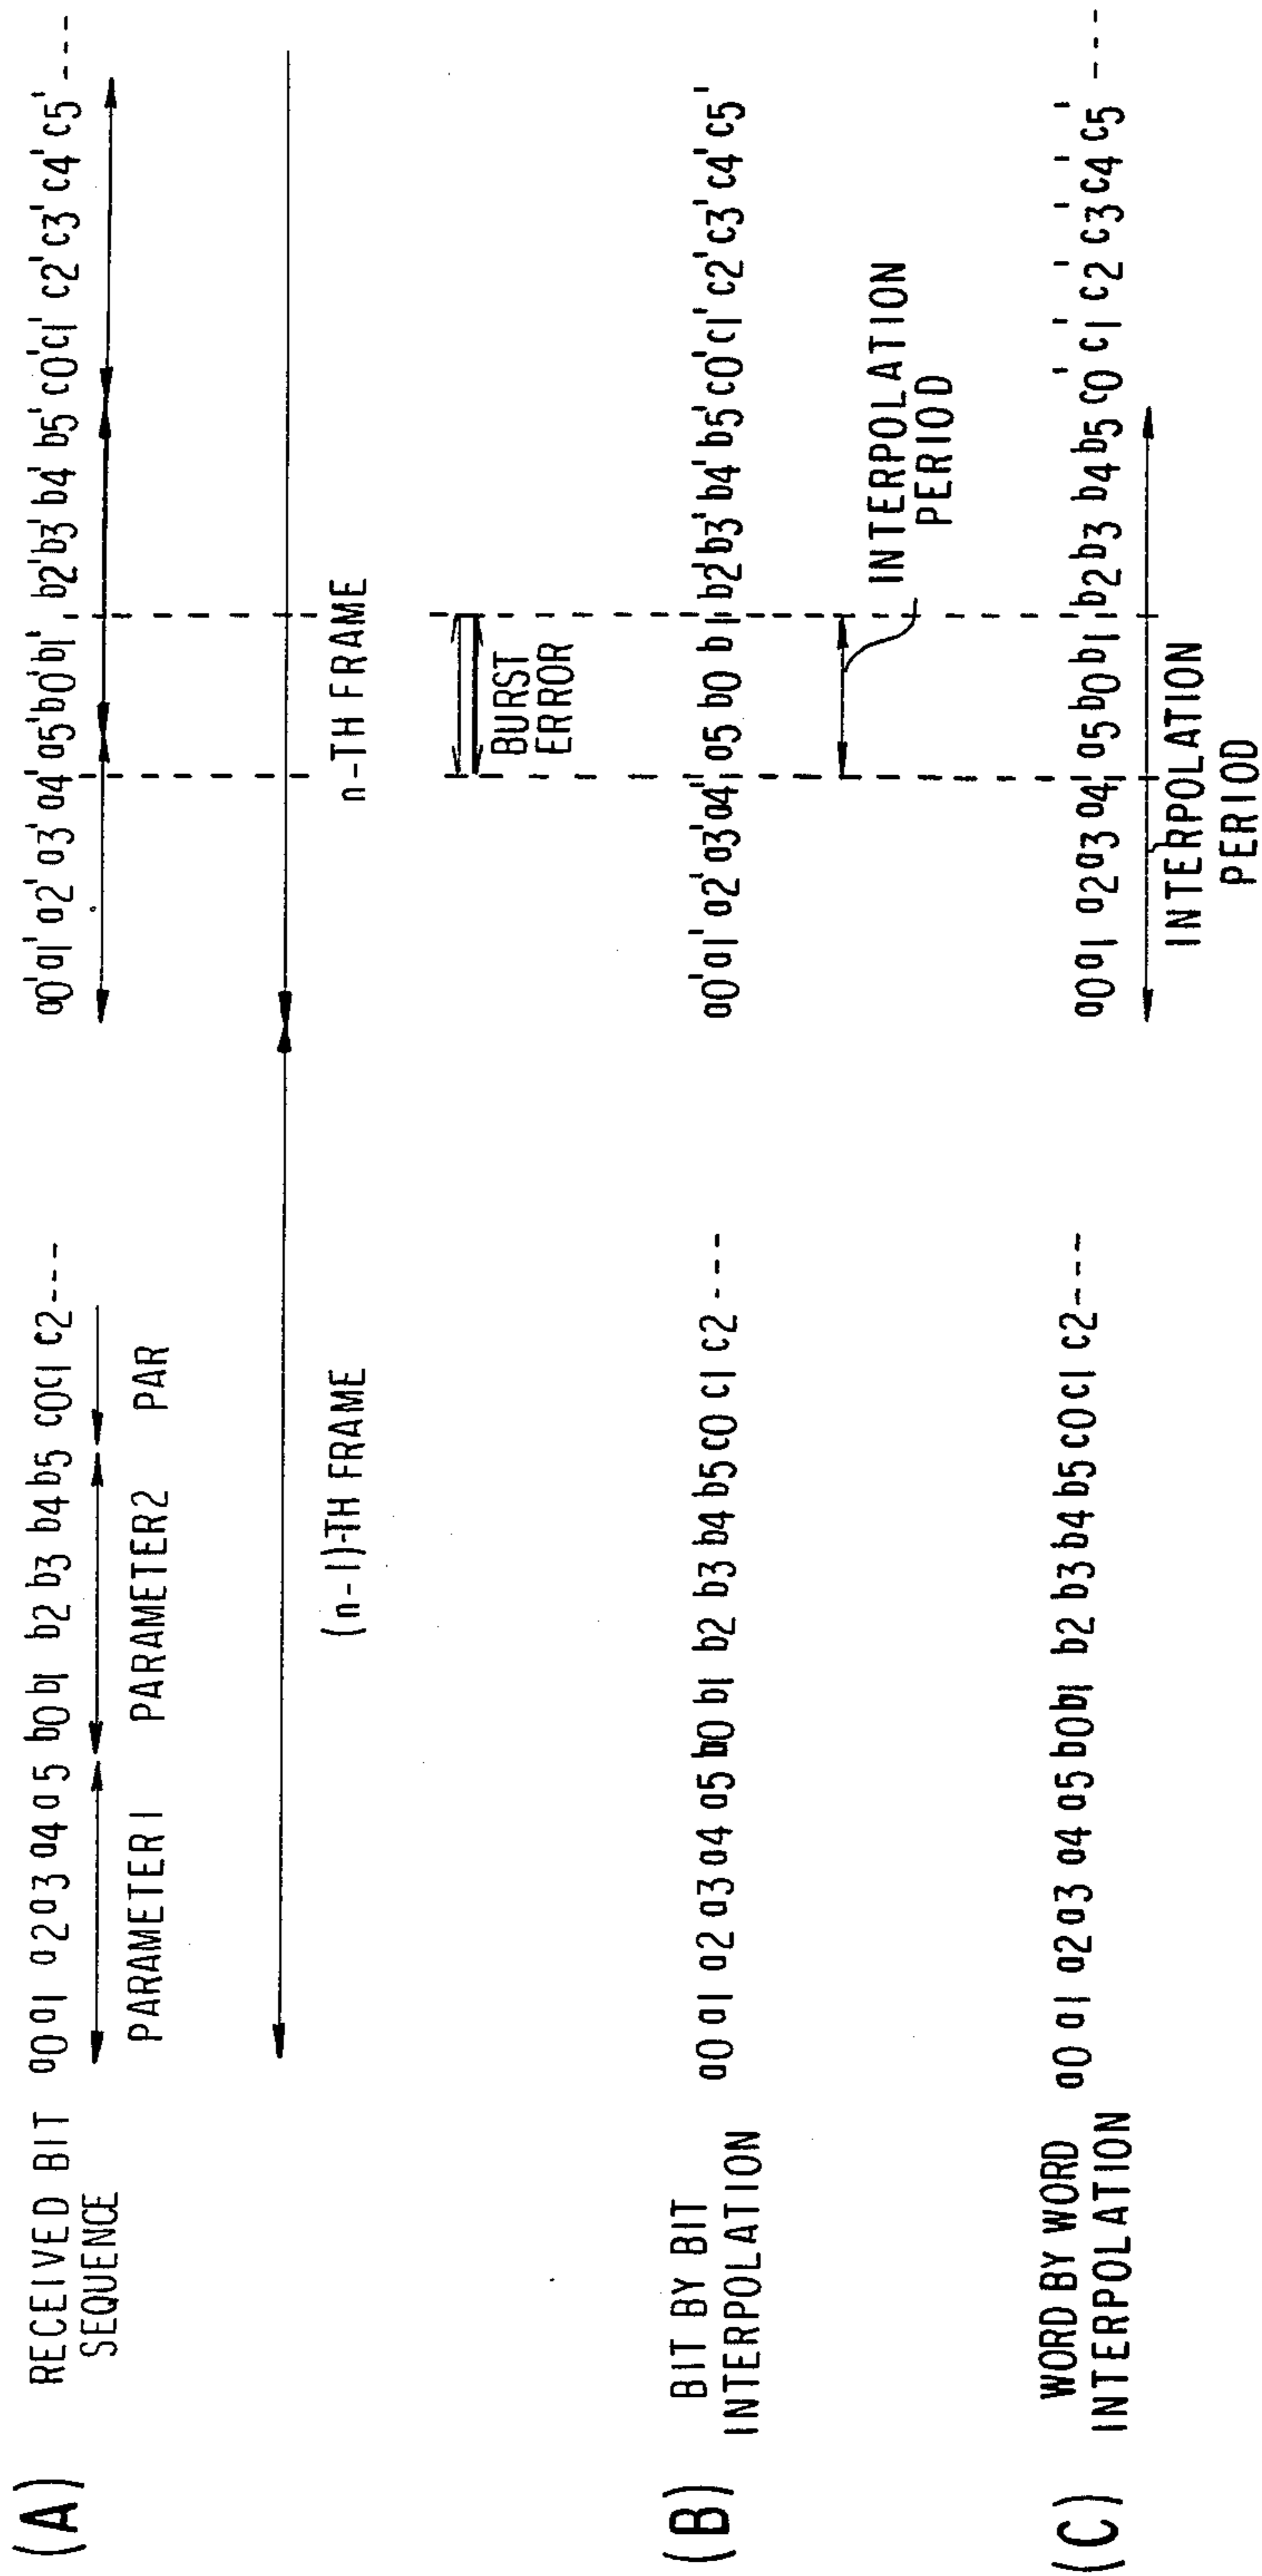 (A) RECEIVED BIT SEQUENCE
a0 a1 a2 a3 a4 a5 b0 b1 b2 b3 b4 b5 c0 c1 c2 --- a0' a1' a2' a3' a4' a5' b0' b1' b2' b3' b4' b5' c0' c1' c2' c3' c4' c5' ---
PARAMETER 1 PARAMETER 2 PAR
(n-1)-TH FRAME n-TH FRAME
BURST
ERROR
(B) BIT BY BIT INTERPOLATION
a0 a1 a2 a3 a4 a5 b0 b1 b2 b3 b4 b5 c0 c1 c2 --- a0' a1' a2' a3' a4' a5 b0 b1 b2' b3' b4' b5' c0' c1' c2' c3' c4' c5'
INTERPOLATION
PERIOD
(C) WORD BY WORD INTERPOLATION
a0 a1 a2 a3 a4 a5 b0 b1 b2 b3 b4 b5 c0 c1 c2 --- a0 a1 a2 a3 a4 a5 b0 b1 b2 b3 b4 b5 c0' c1' c2' c3' c4' c5' ---
INTERPOLATION
PERIOD